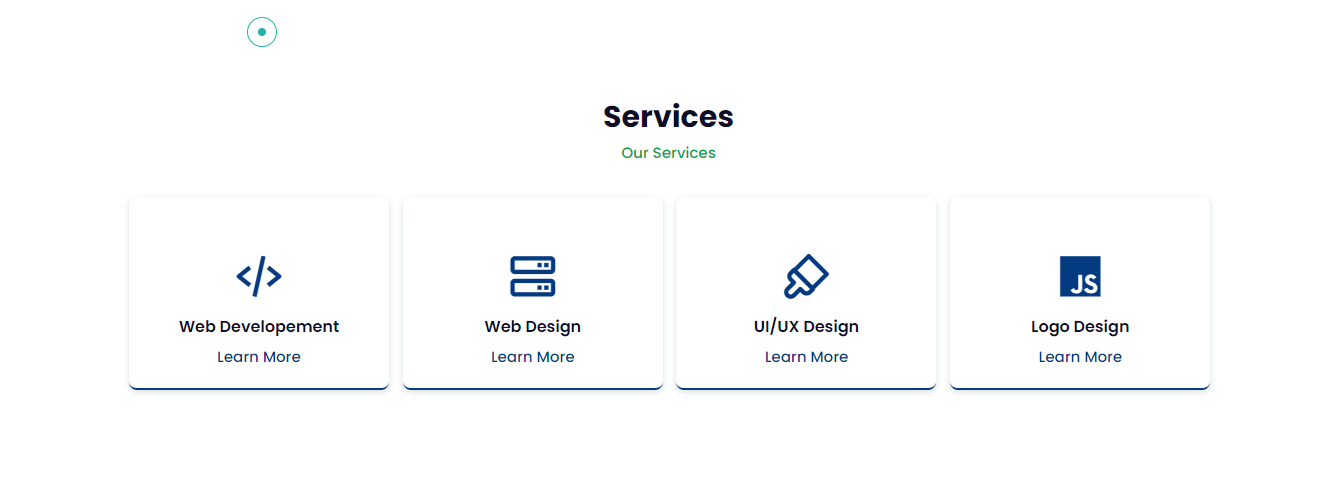 Services
Our Services
JS
Web Developement
Learn More
Web Design
Learn More
UI/UX Design
Learn More
Logo Design
Learn More